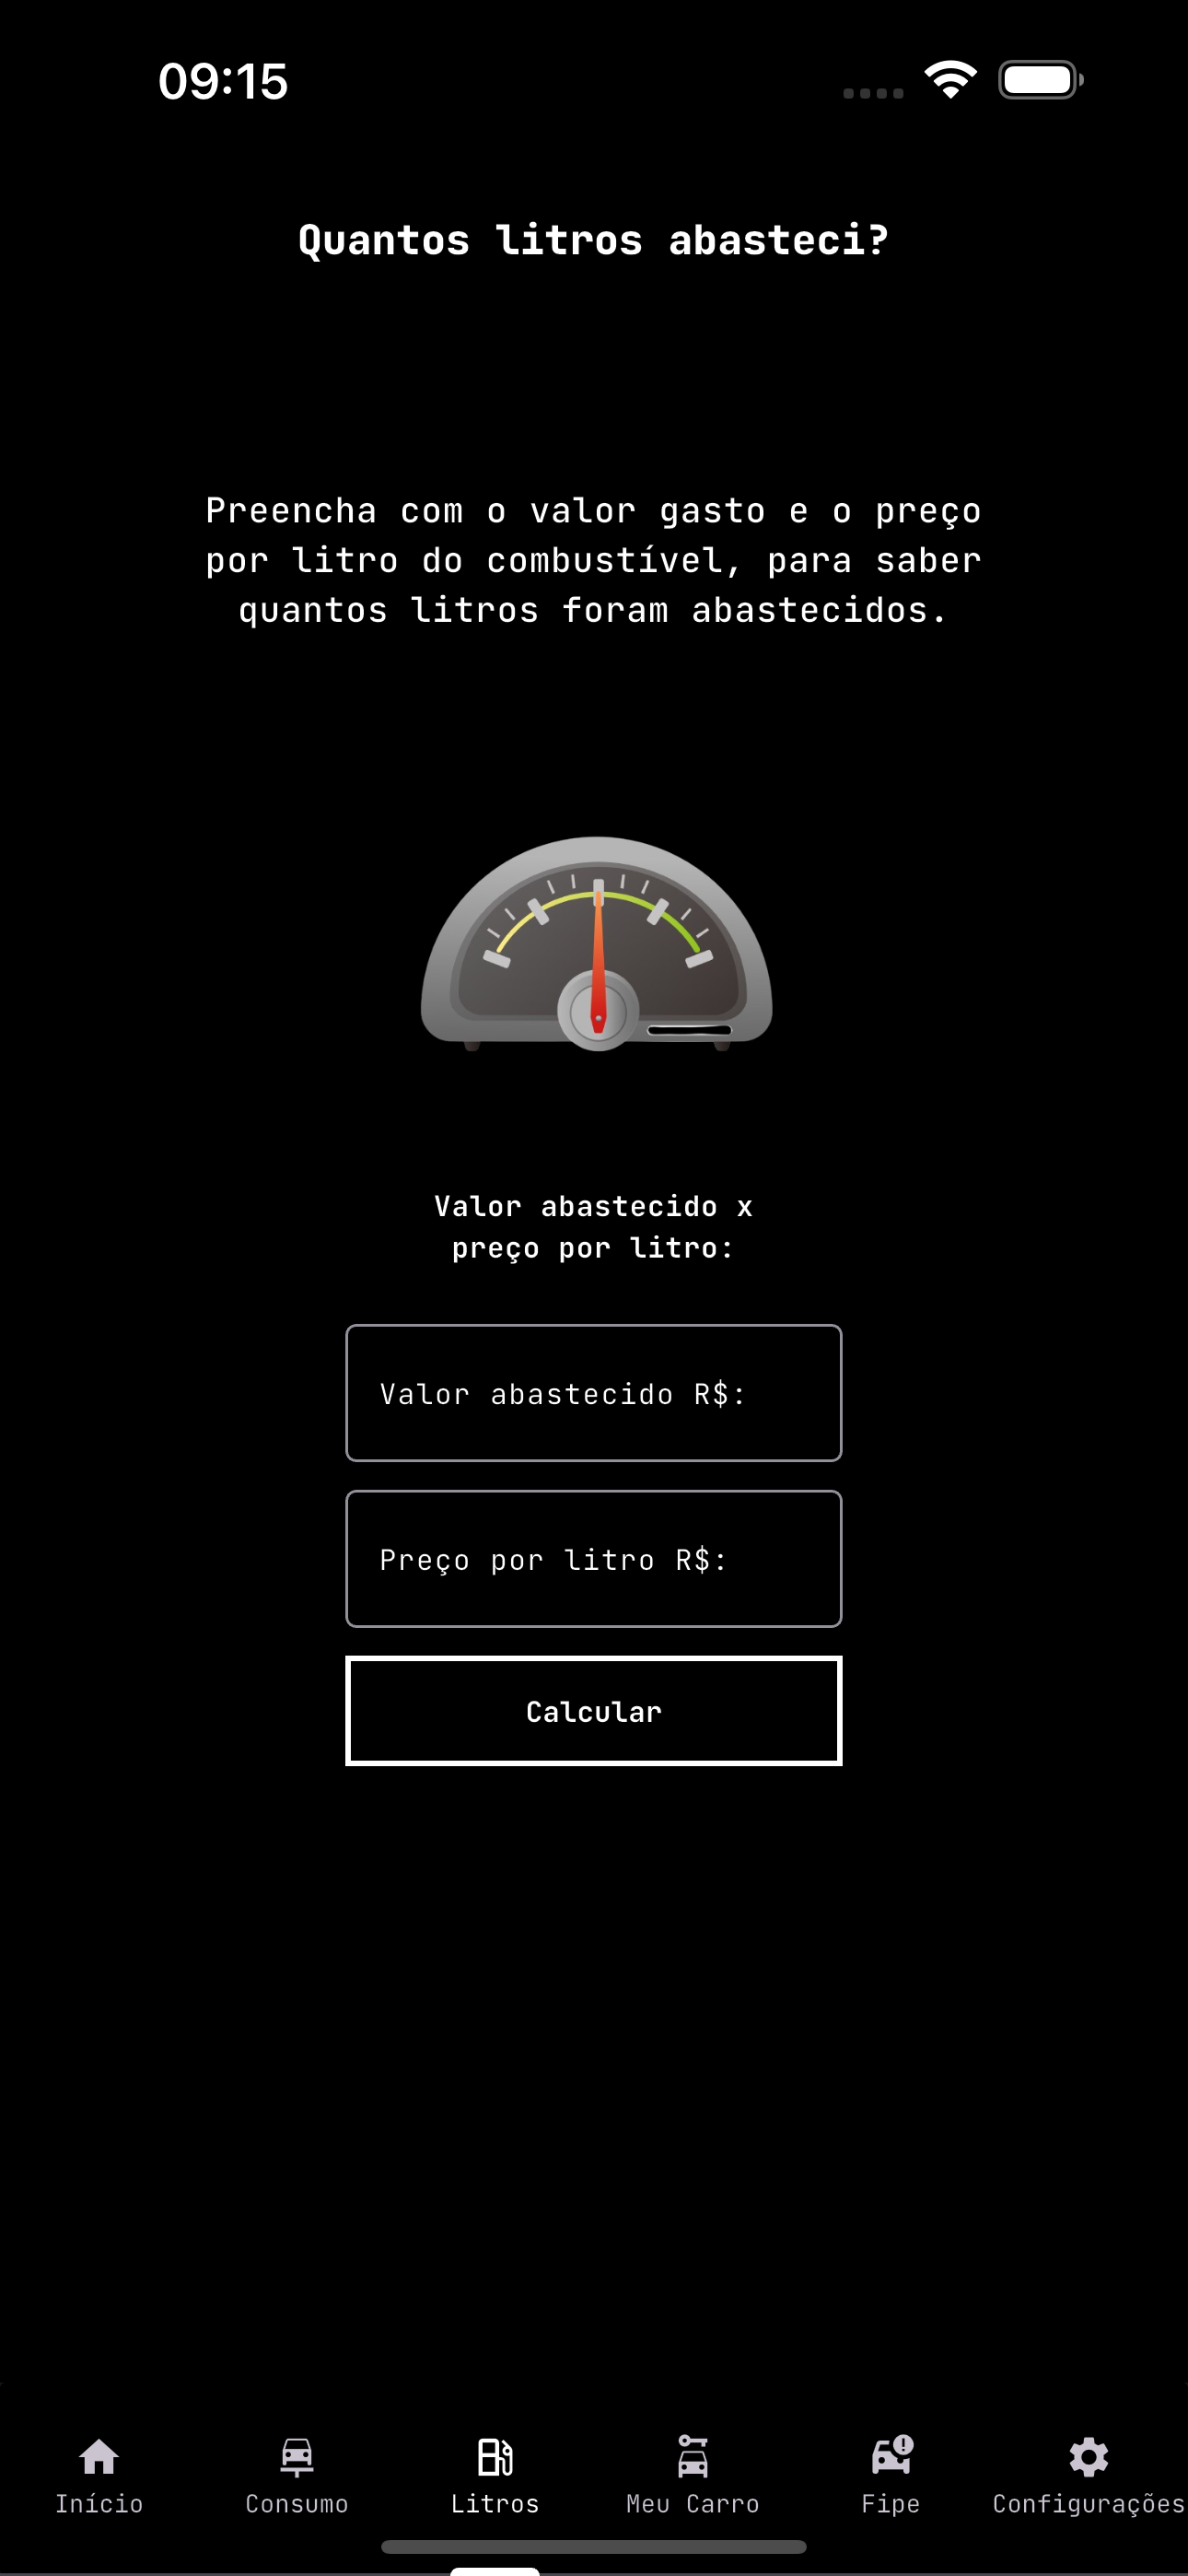 09:15
Quantos litros abasteci?
Preencha com o valor gasto e o preço
por litro do combustível, para saber
quantos litros foram abastecidos.
Valor abastecido x
preço por litro:
Valor abastecido R$:
Preço por litro R$:
Calcular
Início Consumo Litros Meu Carro Fipe Configurações